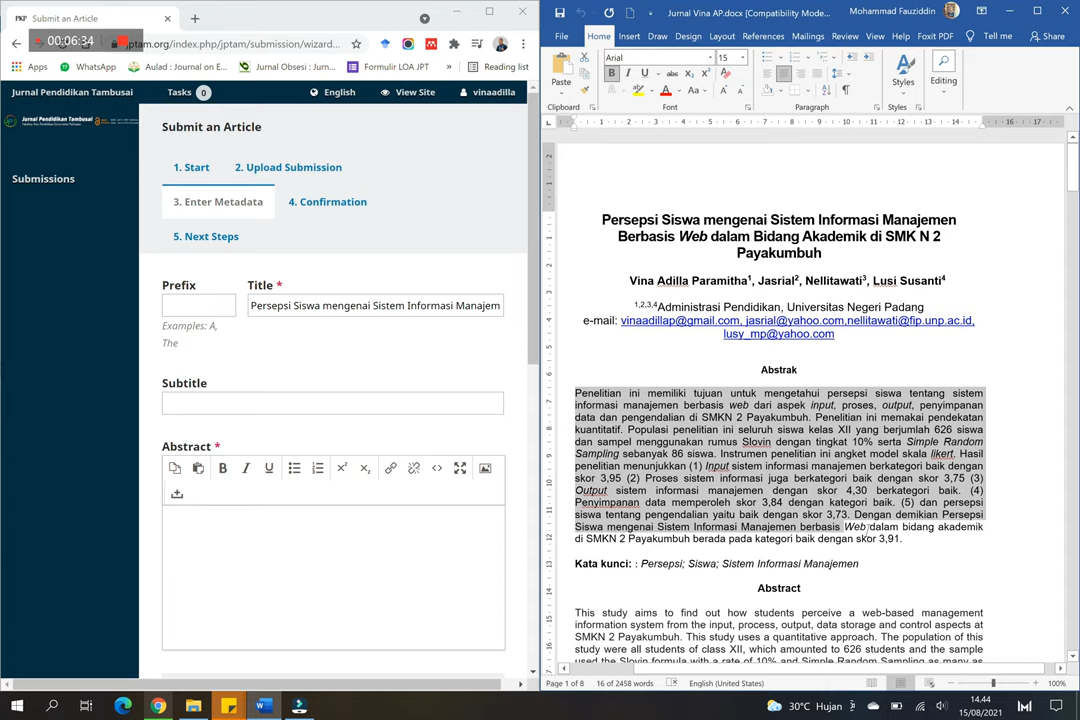 Submit an Article
00:06:34
jptam.org/index.php/jptam/submission/wizard...
Apps
WhatsApp
Aulad : Journal on E...
Jurnal Obsesi : Jurn...
Formulir LOA JPT
»
Reading list
Jurnal Pendidikan Tambusai
Tasks 0
English
View Site
vinaadilla
Jurnal Pendidikan Tambusai
Submissions
Submit an Article
1. Start
2. Upload Submission
3. Enter Metadata
4. Confirmation
5. Next Steps
Prefix
Title *
Persepsi Siswa mengenai Sistem Informasi Manajem
Examples: A,
The
Subtitle
Abstract *
Jurnal Vina AP.docx [Compatibility Mode...
Mohammad Fauziddin
File Home Insert Draw Design Layout References Mailings Review View Help Foxit PDF Tell me Share
Arial 15
Paste
Styles
Editing
Clipboard
Font
Paragraph
Styles
Persepsi Siswa mengenai Sistem Informasi Manajemen
Berbasis Web dalam Bidang Akademik di SMK N 2
Payakumbuh
Vina Adilla Paramitha¹, Jasrial², Nellitawati³, Lusi Susanti⁴
1,2,3,4Administrasi Pendidikan, Universitas Negeri Padang
e-mail: vinaadillap@gmail.com, jasrial@yahoo.com,nellitawati@fip.unp.ac.id,
lusy_mp@yahoo.com
Abstrak
Penelitian ini memiliki tujuan untuk mengetahui persepsi siswa tentang sistem
informasi manajemen berbasis web dari aspek input, proses, output, penyimpanan
data dan pengendalian di SMKN 2 Payakumbuh. Penelitian ini memakai pendekatan
kuantitatif. Populasi penelitian ini seluruh siswa kelas XII yang berjumlah 626 siswa
dan sampel menggunakan rumus Slovin dengan tingkat 10% serta Simple Random
Sampling sebanyak 86 siswa. Instrumen penelitian ini angket model skala likert. Hasil
penelitian menunjukkan (1) Input sistem informasi manajemen berkategori baik dengan
skor 3,95 (2) Proses sistem informasi juga berkategori baik dengan skor 3,75 (3)
Output sistem informasi manajemen dengan skor 4,30 berkategori baik. (4)
Penyimpanan data memperoleh skor 3,84 dengan kategori baik. (5) dan persepsi
siswa tentang pengendalian yaitu baik dengan skor 3,73. Dengan demikian Persepsi
Siswa mengenai Sistem Informasi Manajemen berbasis Web dalam bidang akademik
di SMKN 2 Payakumbuh berada pada kategori baik dengan skor 3,91.
Kata kunci: : Persepsi; Siswa; Sistem Informasi Manajemen
Abstract
This study aims to find out how students perceive a web-based management
information system from the input, process, output, data storage and control aspects at
SMKN 2 Payakumbuh. This study uses a quantitative approach. The population of this
study were all students of class XII, which amounted to 626 students and the sample
used the Slovin formula with a rate of 10% and Simple Random Sampling as many as
Page 1 of 8
16 of 2458 words
English (United States)
100%
30°C Hujan
14.44
15/08/2021